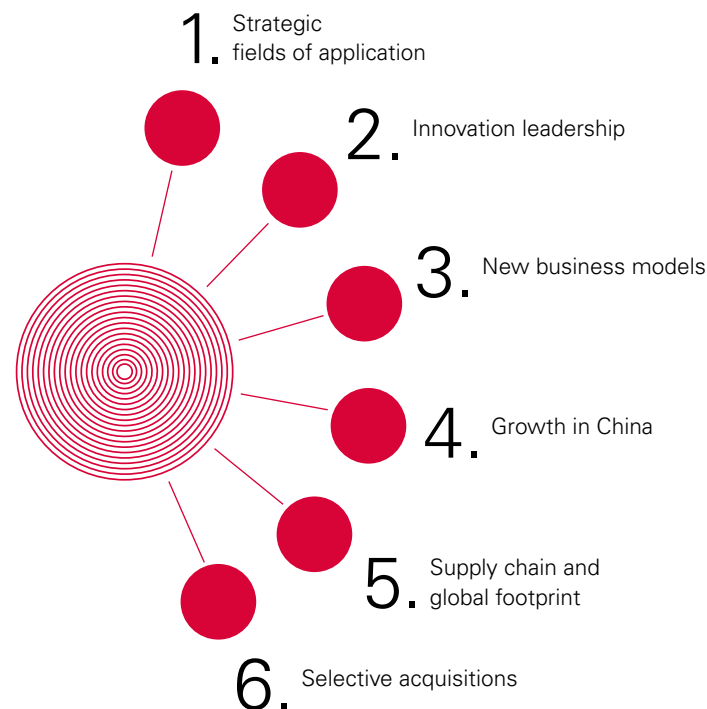 1. Strategic
fields of application
2. Innovation leadership
3. New business models
4. Growth in China
5. Supply chain and
global footprint
6. Selective acquisitions